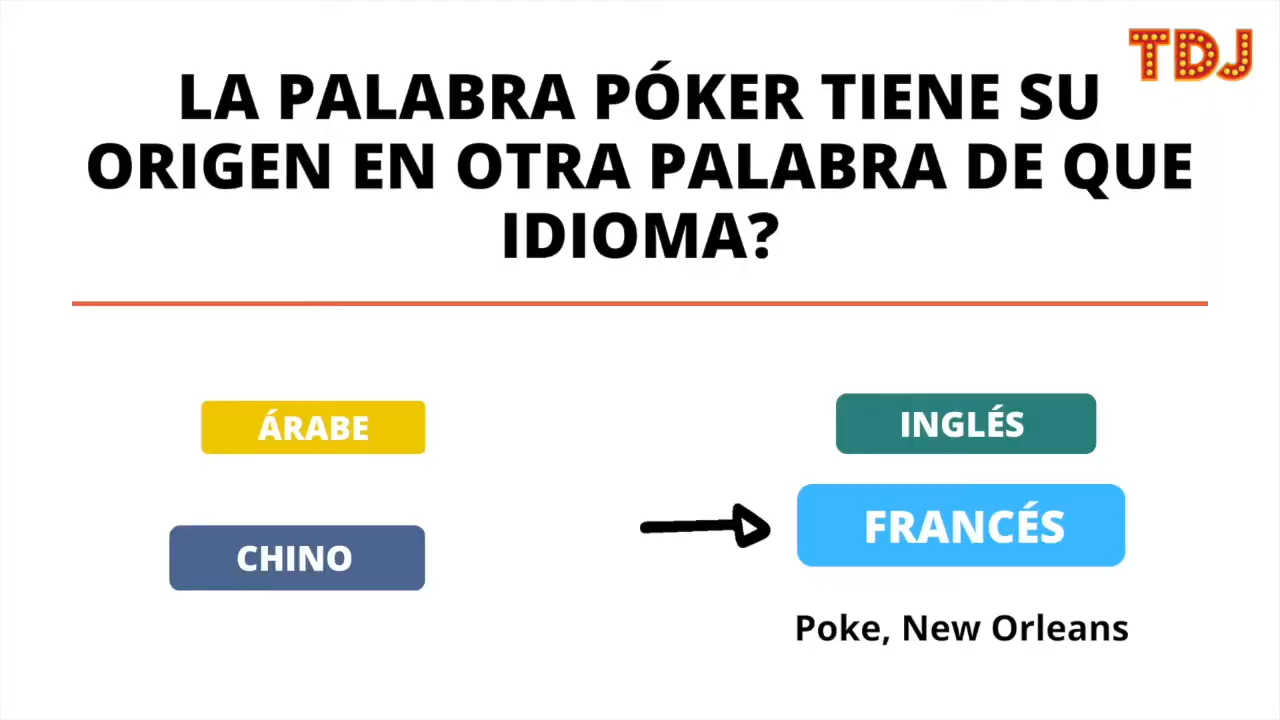 TDJ
LA PALABRA PÓKER TIENE SU
ORIGEN EN OTRA PALABRA DE QUE
IDIOMA?
ÁRABE
INGLÉS
CHINO
FRANCÉS
Poke, New Orleans